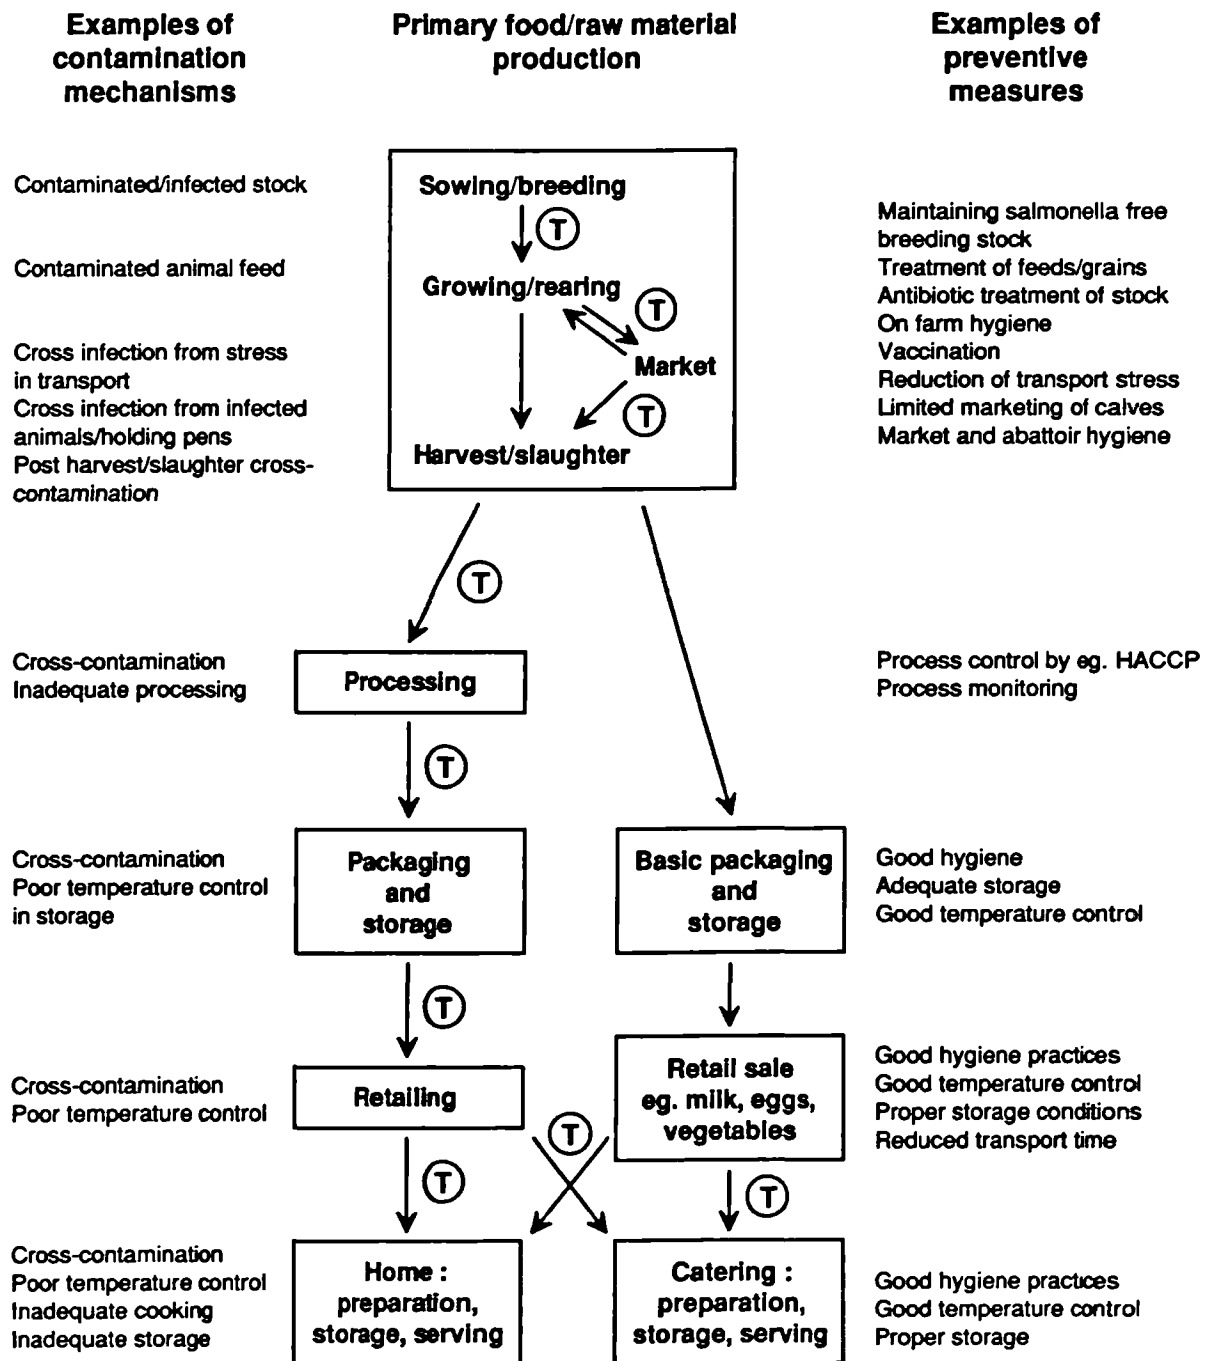 Examples of
contamination
mechanisms
Primary food/raw material
production
Examples of
preventive
measures
Contaminated/infected stock
Contaminated animal feed
Cross infection from stress
in transport
Cross infection from infected
animals/holding pens
Post harvest/slaughter cross-
contamination
Sowing/breeding
T
Growing/rearing
T
Market
T
Harvest/slaughter
Maintaining salmonella free
breeding stock
Treatment of feeds/grains
Antibiotic treatment of stock
On farm hygiene
Vaccination
Reduction of transport stress
Limited marketing of calves
Market and abattoir hygiene
T
Cross-contamination
Inadequate processing
Processing
Process control by eg. HACCP
Process monitoring
T
Cross-contamination
Poor temperature control
in storage
Packaging
and
storage
Basic packaging
and
storage
Good hygiene
Adequate storage
Good temperature control
T
Cross-contamination
Poor temperature control
Retailing
Retail sale
eg. milk, eggs,
vegetables
Good hygiene practices
Good temperature control
Proper storage conditions
Reduced transport time
T
T
T
Cross-contamination
Poor temperature control
Inadequate cooking
Inadequate storage
Home :
preparation,
storage, serving
Catering :
preparation,
storage, serving
Good hygiene practices
Good temperature control
Proper storage